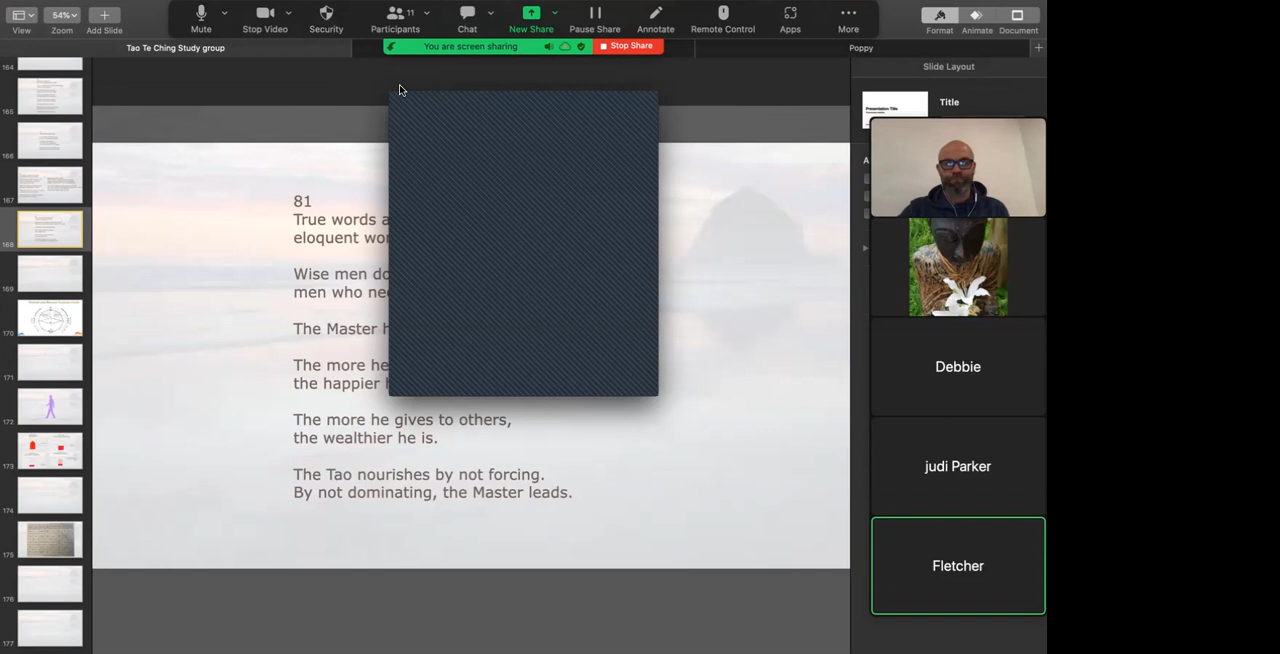 54%
11
View
Zoom
Add Slide
Mute
Stop Video
Security
Participants
Chat
New Share
Pause Share
Annotate
Remote Control
Apps
More
Format
Animate
Document
Tao Te Ching Study group
You are screen sharing
Stop Share
Poppy
Slide Layout
Title
164
165
166
167
168
169
170
171
172
173
174
175
176
177
81
True words
eloquent
Wise men
men who
The Master
The more he
the happier
The more he gives to others,
the wealthier he is.
The Tao nourishes by not forcing.
By not dominating, the Master leads.
Debbie
judi Parker
Fletcher